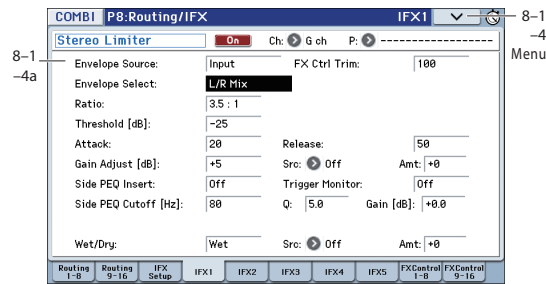 COMBI P8:Routing/IFX IFX1 8–1
–4
Menu
Stereo Limiter On Ch: G ch P: ----------------
8–1
–4a
Envelope Source: Input FX Ctrl Trim: 100
Envelope Select: L/R Mix
Ratio: 3.5 : 1
Threshold [dB]: -25
Attack: 20 Release: 50
Gain Adjust [dB]: +5 Src: Off Amt: +0
Side PEQ Insert: Off Trigger Monitor: Off
Side PEQ Cutoff [Hz]: 80 Q: 5.0 Gain [dB]: +0.0
Wet/Dry: Wet Src: Off Amt: +0
Routing 1-8 Routing 9-16 IFX Setup IFX1 IFX2 IFX3 IFX4 IFX5 FXControl 1-8 FXControl 9-16